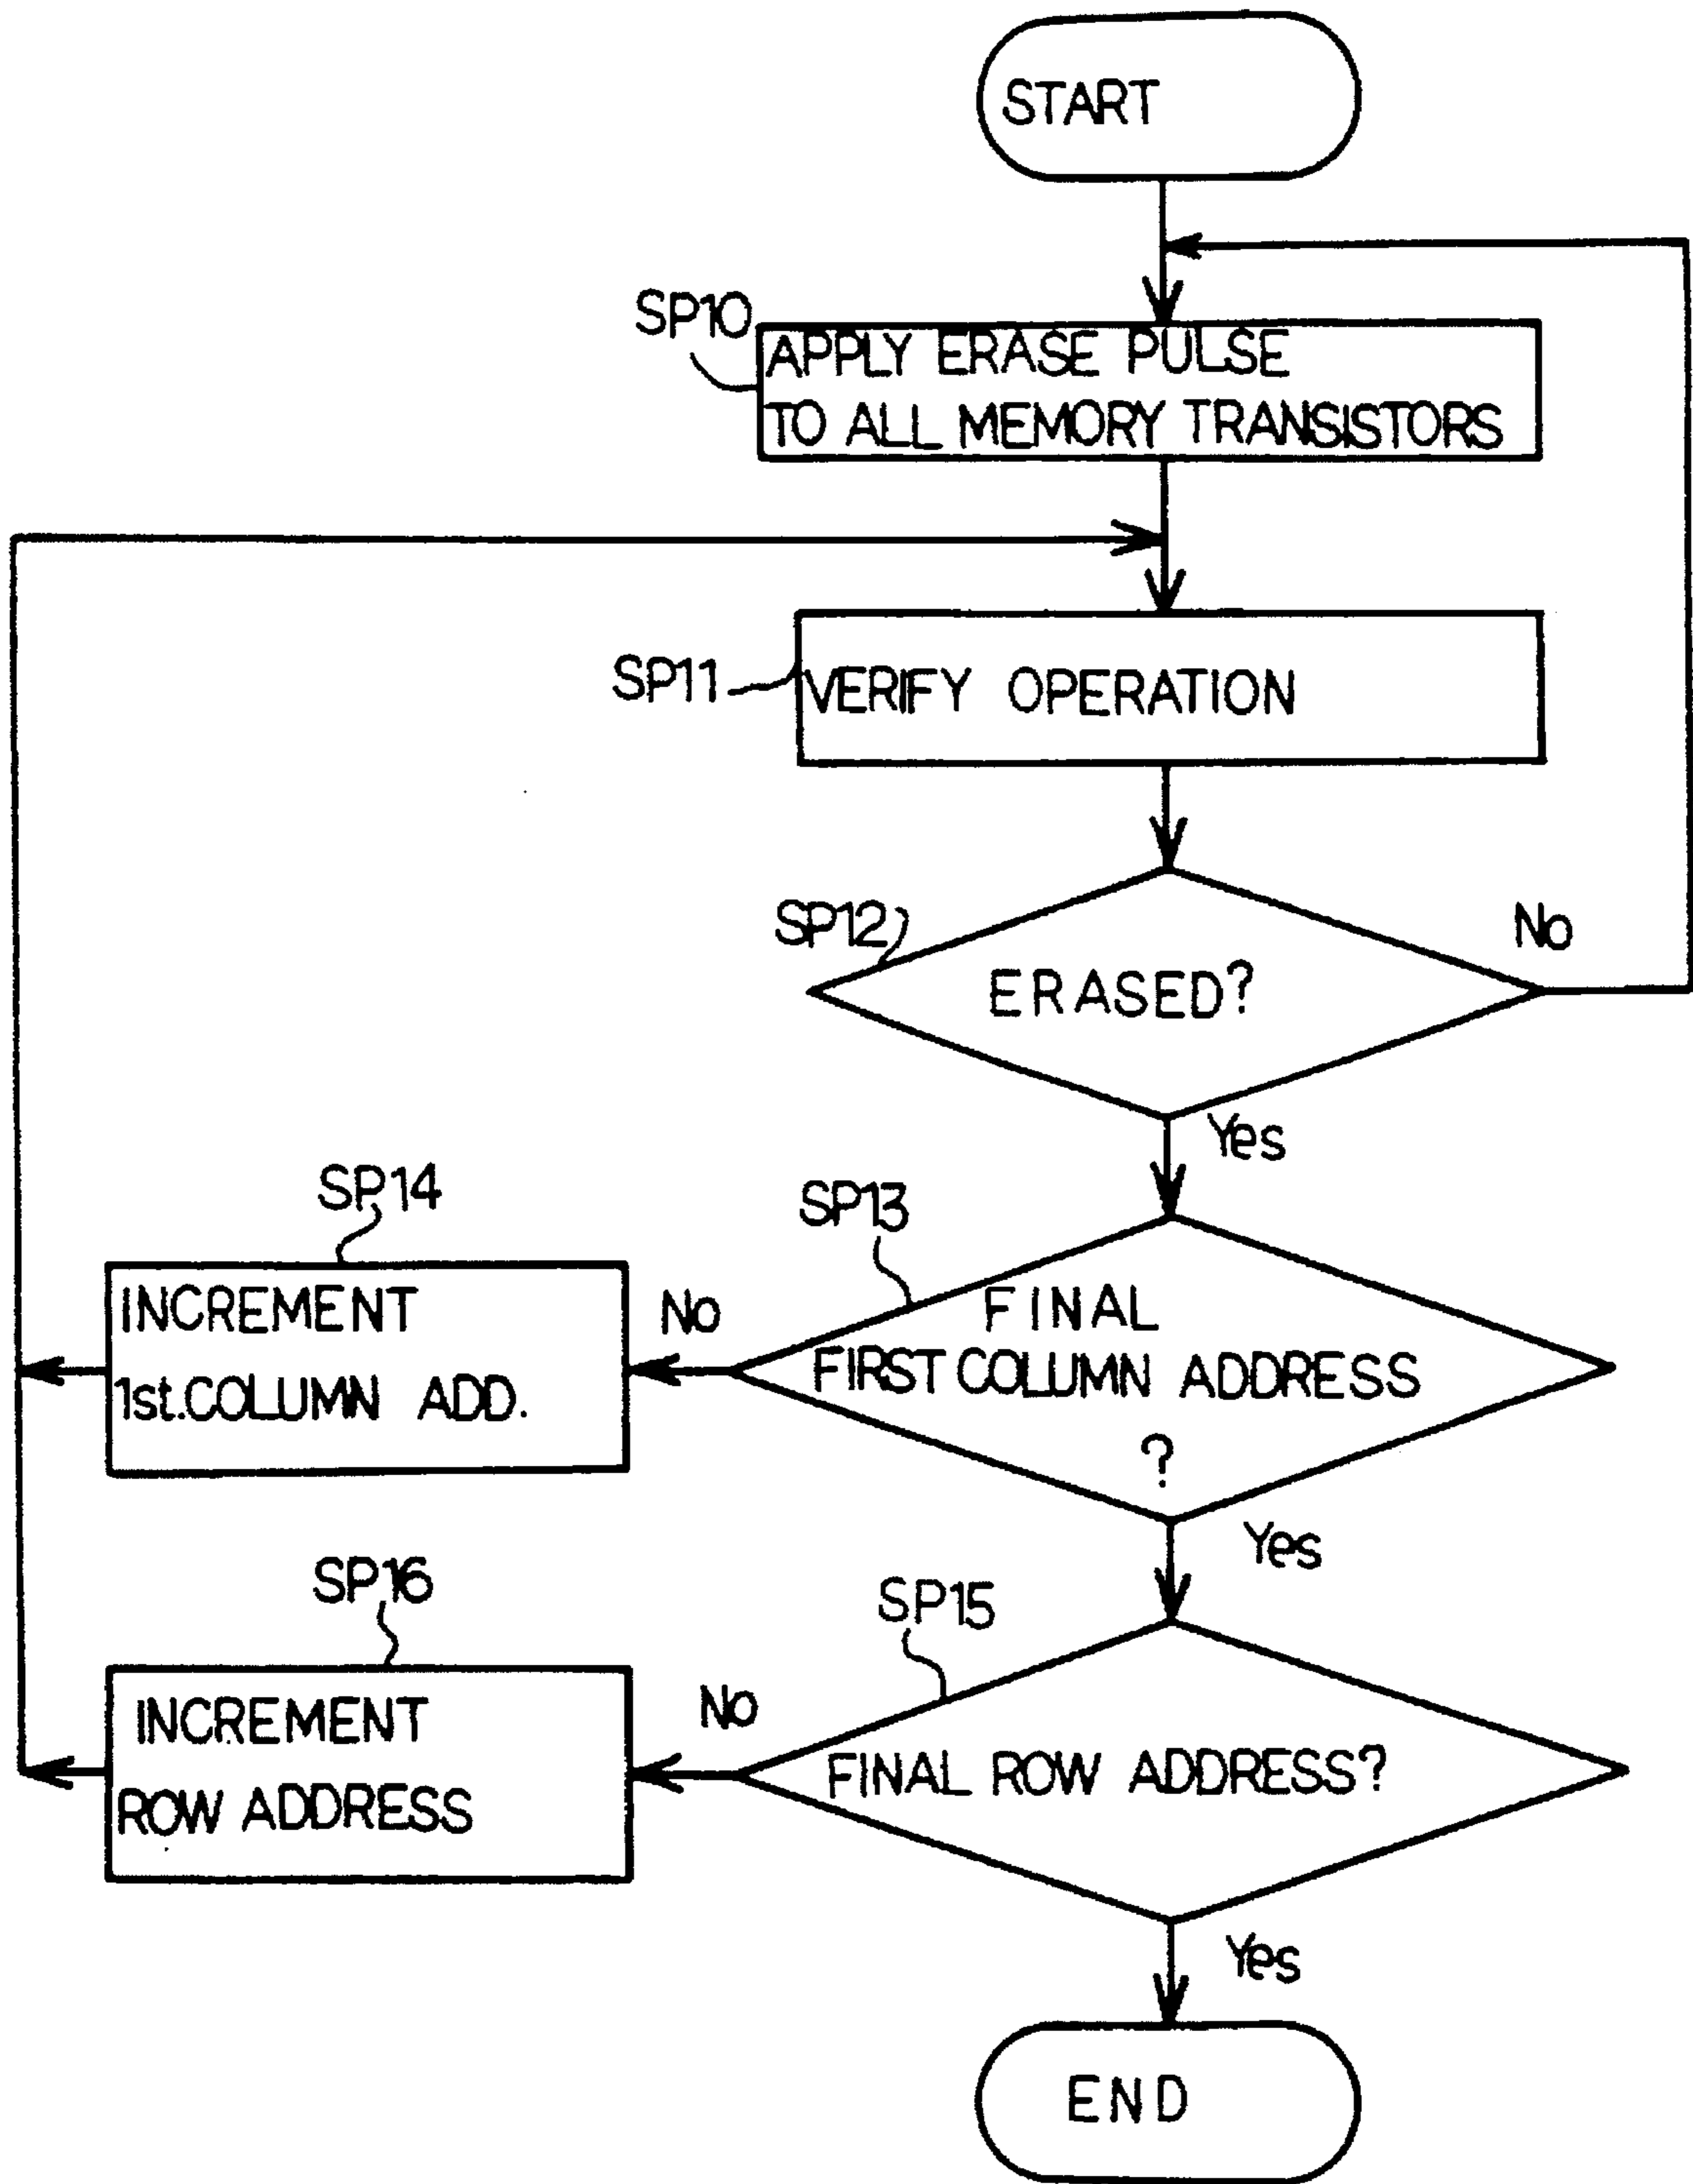 START
SP10
APPLY ERASE PULSE
TO ALL MEMORY TRANSISTORS
SP11
VERIFY OPERATION
SP12
No
ERASED?
Yes
SP14
SP13
INCREMENT
1st.COLUMN ADD.
No
FINAL
FIRST COLUMN ADDRESS
?
Yes
SP16
SP15
INCREMENT
ROW ADDRESS
No
FINAL ROW ADDRESS?
Yes
END